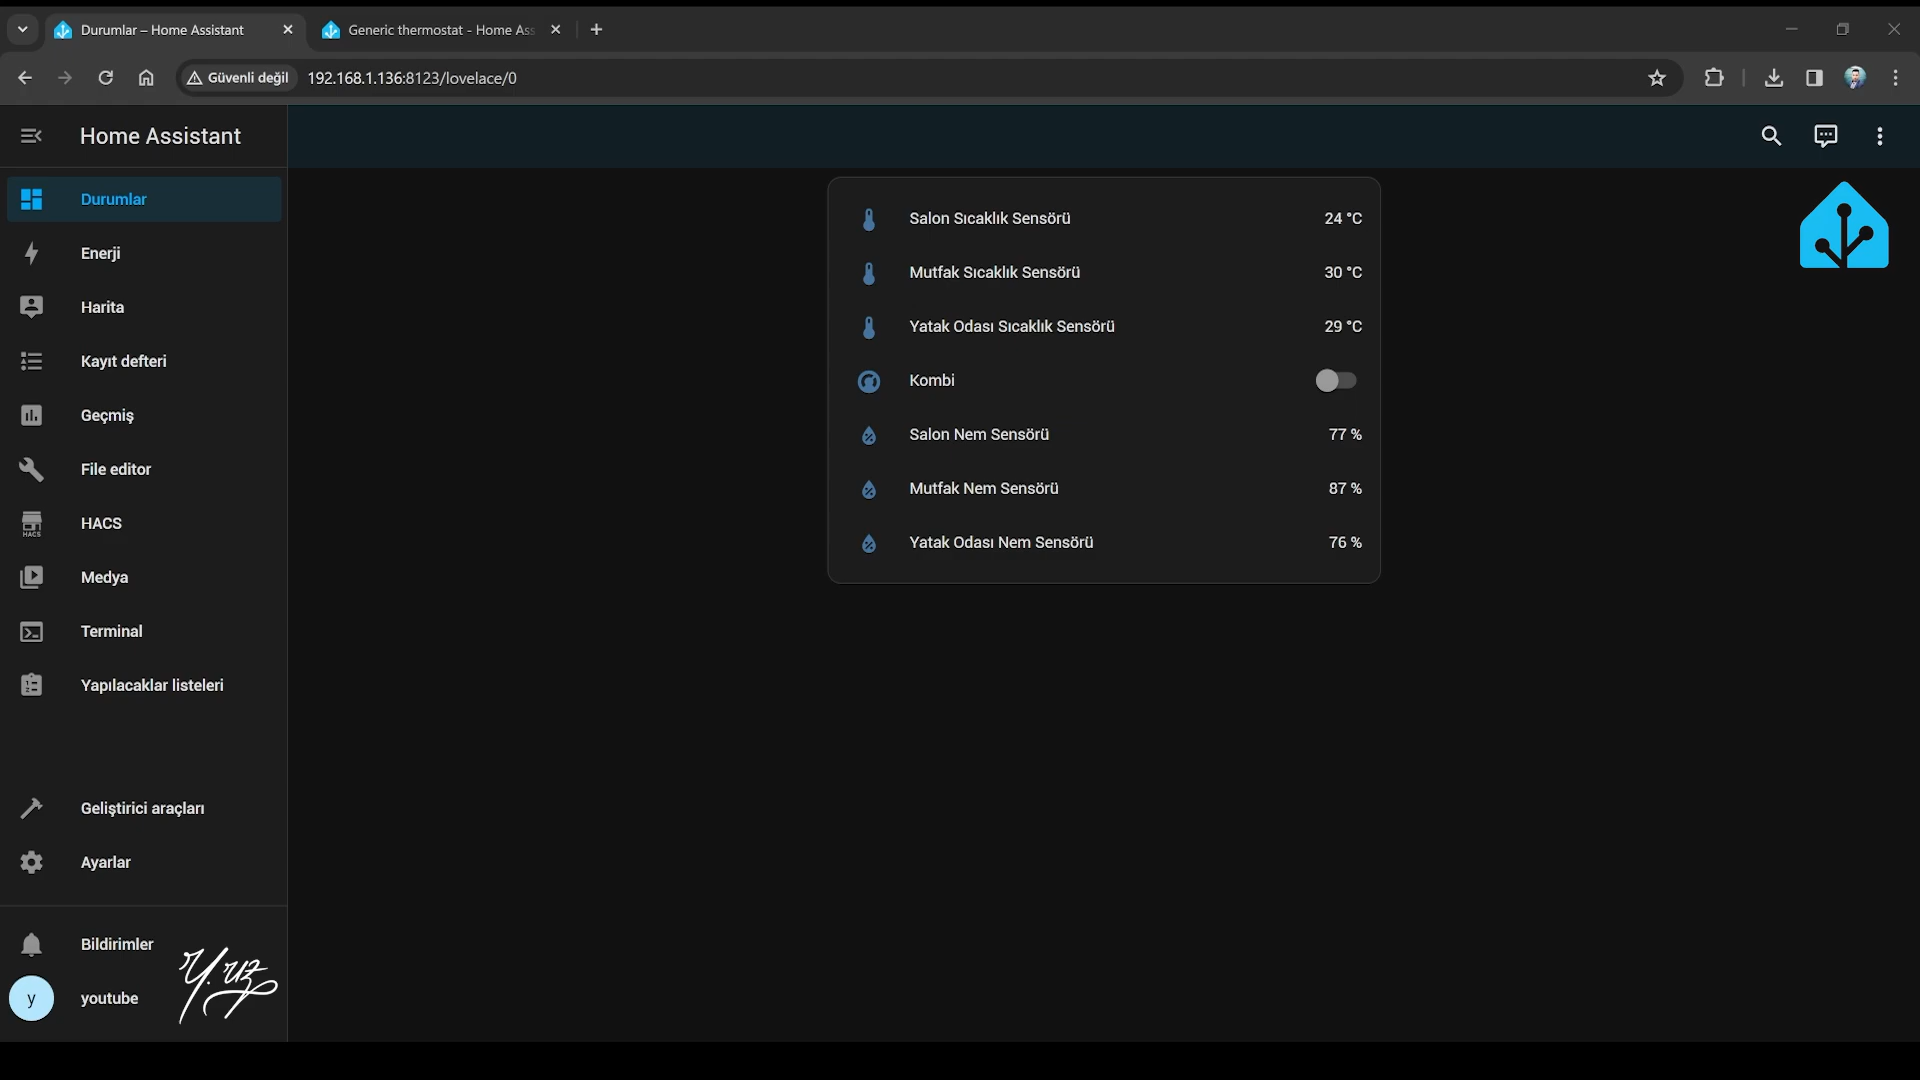 Durumlar – Home Assistant
Generic thermostat - Home Ass
Güvenli değil
192.168.1.136:8123/lovelace/0
Home Assistant
Durumlar
Enerji
Harita
Kayıt defteri
Geçmiş
File editor
HACS
HACS
Medya
Terminal
Yapılacaklar listeleri
Geliştirici araçları
Ayarlar
Bildirimler
y
youtube
Y.uz
Salon Sıcaklık Sensörü 24 °C
Mutfak Sıcaklık Sensörü 30 °C
Yatak Odası Sıcaklık Sensörü 29 °C
Kombi
Salon Nem Sensörü 77 %
Mutfak Nem Sensörü 87 %
Yatak Odası Nem Sensörü 76 %